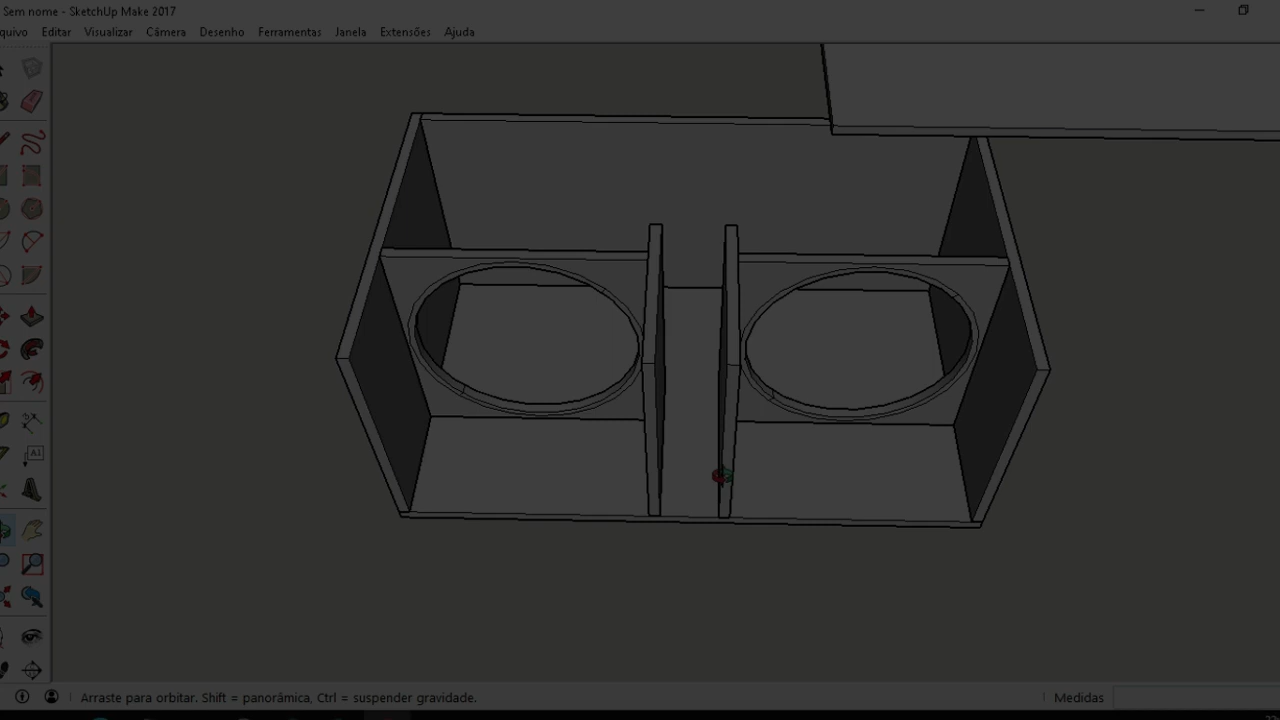 Sem nome - SketchUp Make 2017
quivo Editar Visualizar Câmera Desenho Ferramentas Janela Extensões Ajuda
A1
Arraste para orbitar. Shift = panorâmica, Ctrl = suspender gravidade.
Medidas